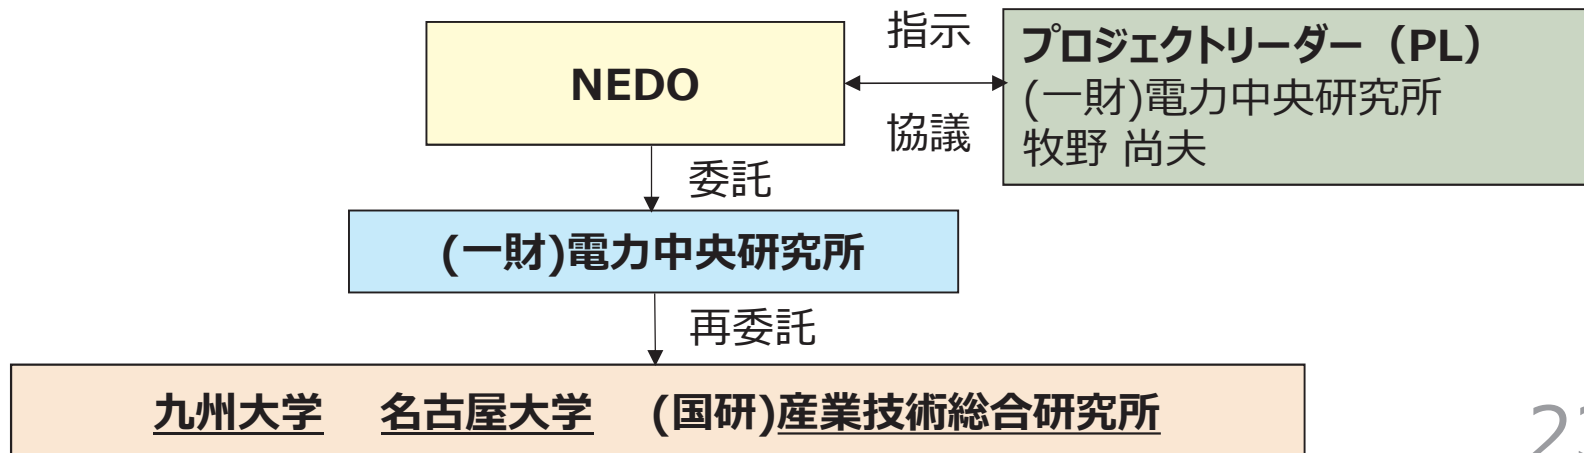 NEDO
指示
協議
プロジェクトリーダー（PL）
(一財)電力中央研究所
牧野 尚夫
委託
(一財)電力中央研究所
再委託
九州大学 名古屋大学 (国研)産業技術総合研究所